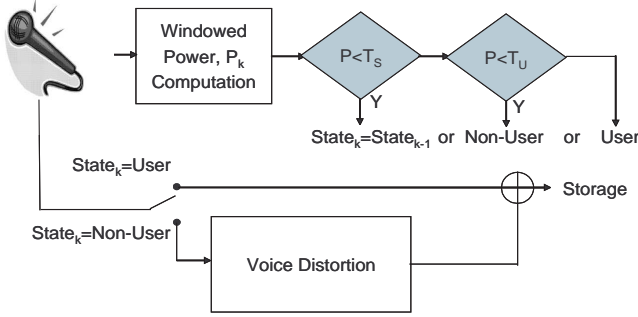 Windowed
Power, Pk
Computation
P<TS
P<TU
Y
Y
Statek=Statek-1 or Non-User or User
Statek=User
Storage
Statek=Non-User
Voice Distortion